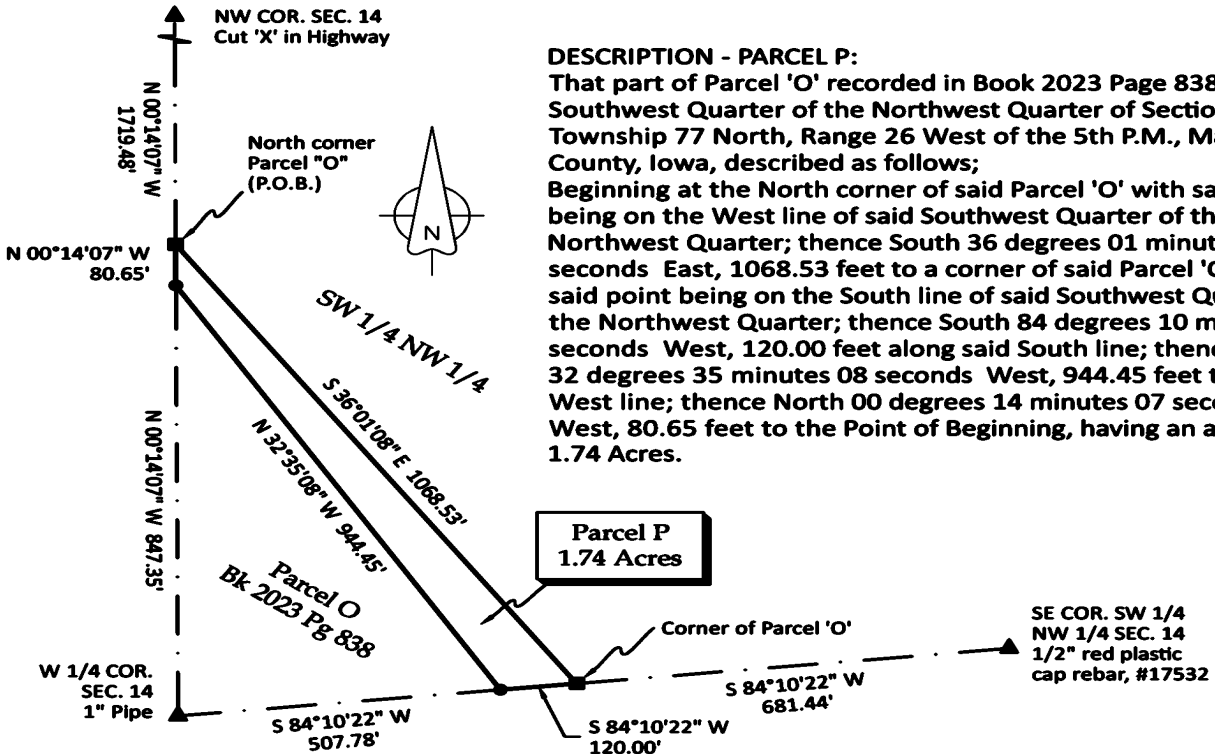 NW COR. SEC. 14
Cut 'X' in Highway
N 00°14'07" W
1719.48'
North corner
Parcel "O"
(P.O.B.)
N 00°14'07" W
80.65'
N
SW 1/4 NW 1/4
S 36°01'08" E 1068.53'
N 32°35'08" W 944.45'
N 00°14'07" W 847.35'
Parcel O
Bk 2023 Pg 838
Parcel P
1.74 Acres
Corner of Parcel 'O'
W 1/4 COR.
SEC. 14
1" Pipe
S 84°10'22" W
507.78'
S 84°10'22" W
120.00'
S 84°10'22" W
681.44'
SE COR. SW 1/4
NW 1/4 SEC. 14
1/2" red plastic
cap rebar, #17532
DESCRIPTION - PARCEL P:
That part of Parcel 'O' recorded in Book 2023 Page 838
Southwest Quarter of the Northwest Quarter of Sectio
Township 77 North, Range 26 West of the 5th P.M., Ma
County, Iowa, described as follows;
Beginning at the North corner of said Parcel 'O' with sa
being on the West line of said Southwest Quarter of th
Northwest Quarter; thence South 36 degrees 01 minut
seconds East, 1068.53 feet to a corner of said Parcel 'O
said point being on the South line of said Southwest Qu
the Northwest Quarter; thence South 84 degrees 10 m
seconds West, 120.00 feet along said South line; thenc
32 degrees 35 minutes 08 seconds West, 944.45 feet t
West line; thence North 00 degrees 14 minutes 07 seco
West, 80.65 feet to the Point of Beginning, having an a
1.74 Acres.